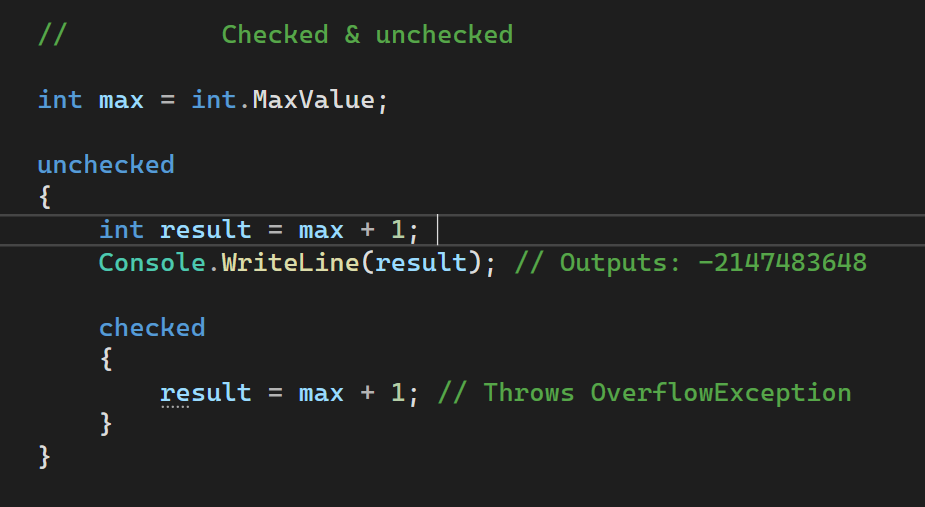 //          Checked & unchecked
int max = int.MaxValue;
unchecked
{
    int result = max + 1;
    Console.WriteLine(result); // Outputs: -2147483648
    checked
    {
        result = max + 1; // Throws OverflowException
    }
}